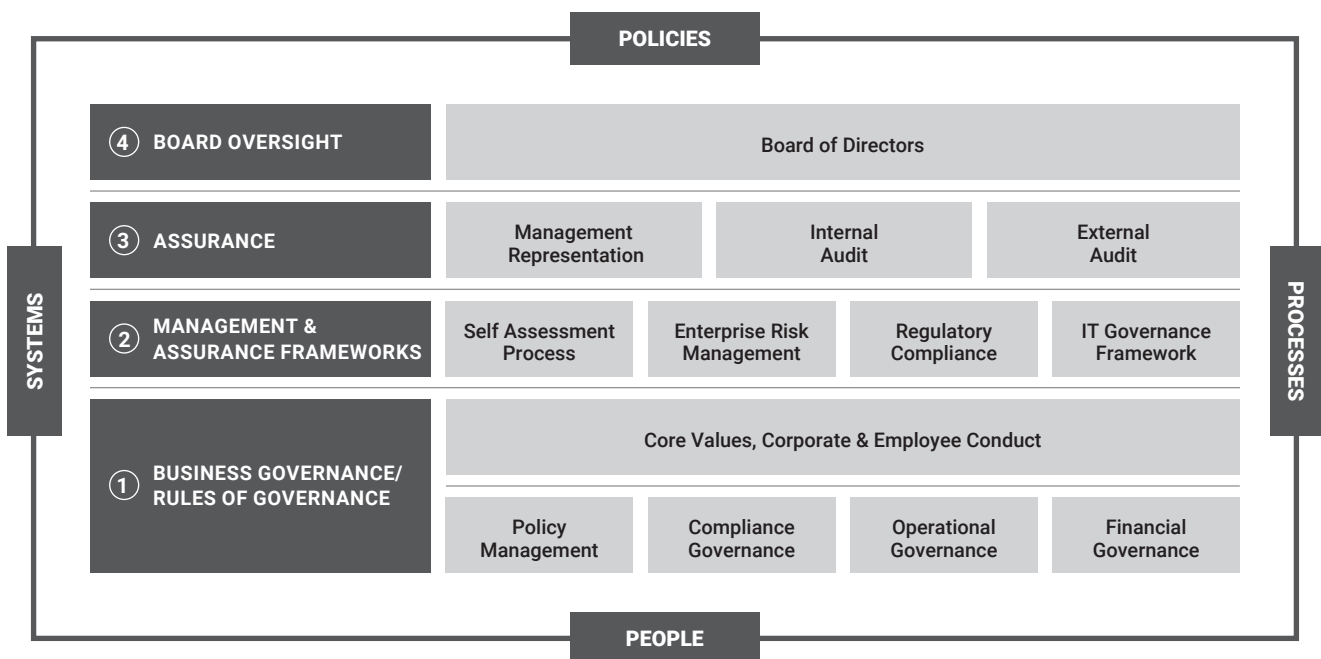 POLICIES
4 BOARD OVERSIGHT
Board of Directors
3 ASSURANCE
Management
Representation
Internal
Audit
External
Audit
SYSTEMS
2 MANAGEMENT &
ASSURANCE FRAMEWORKS
Self Assessment
Process
Enterprise Risk
Management
Regulatory
Compliance
IT Governance
Framework
PROCESSES
1 BUSINESS GOVERNANCE/
RULES OF GOVERNANCE
Core Values, Corporate & Employee Conduct
Policy
Management
Compliance
Governance
Operational
Governance
Financial
Governance
PEOPLE